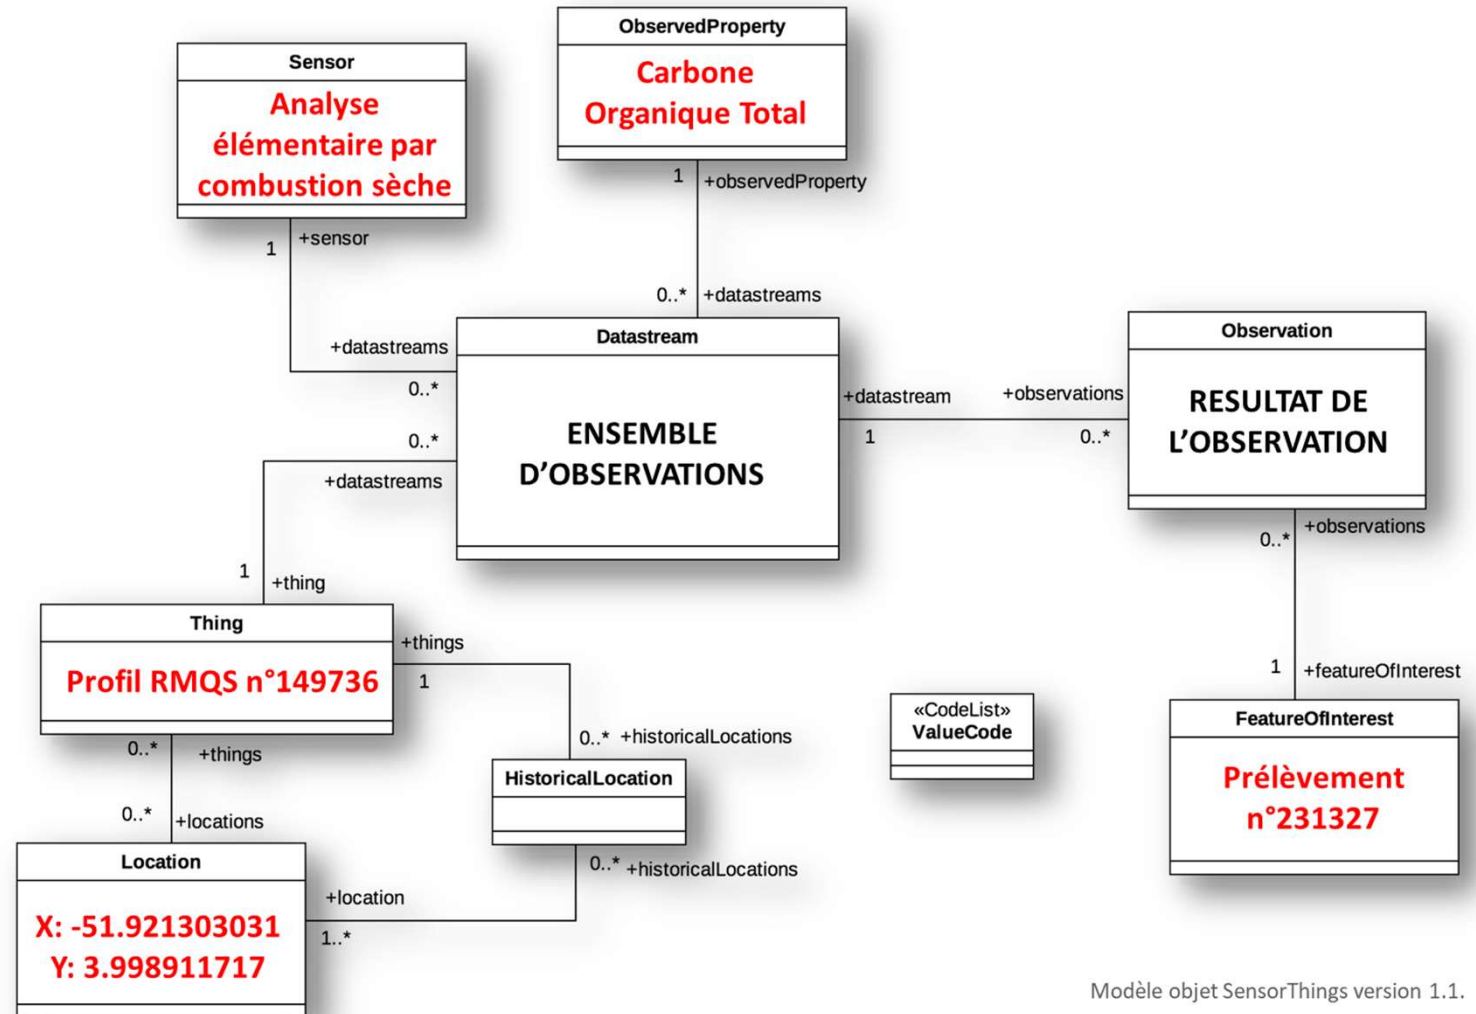 ObservedProperty
Carbone
Organique Total
Sensor
Analyse
élémentaire par
combustion sèche
1
+observedProperty
+sensor
1
0..*
+datastreams
+datastreams
0..*
Datastream
ENSEMBLE
D'OBSERVATIONS
+datastream
1
+observations
0..*
Observation
RESULTAT DE
L'OBSERVATION
0..*
+datastreams
1
+thing
0..*
+observations
Thing
Profil RMQS n°149736
+things
1
1
+featureOfInterest
FeatureOfInterest
Prélèvement
n°231327
«CodeList»
ValueCode
0..*
+historicalLocations
HistoricalLocation
0..*
+historicalLocations
0..*
+things
0..*
+locations
Location
X: -51.921303031
Y: 3.998911717
+location
1..*
Modèle objet SensorThings version 1.1.